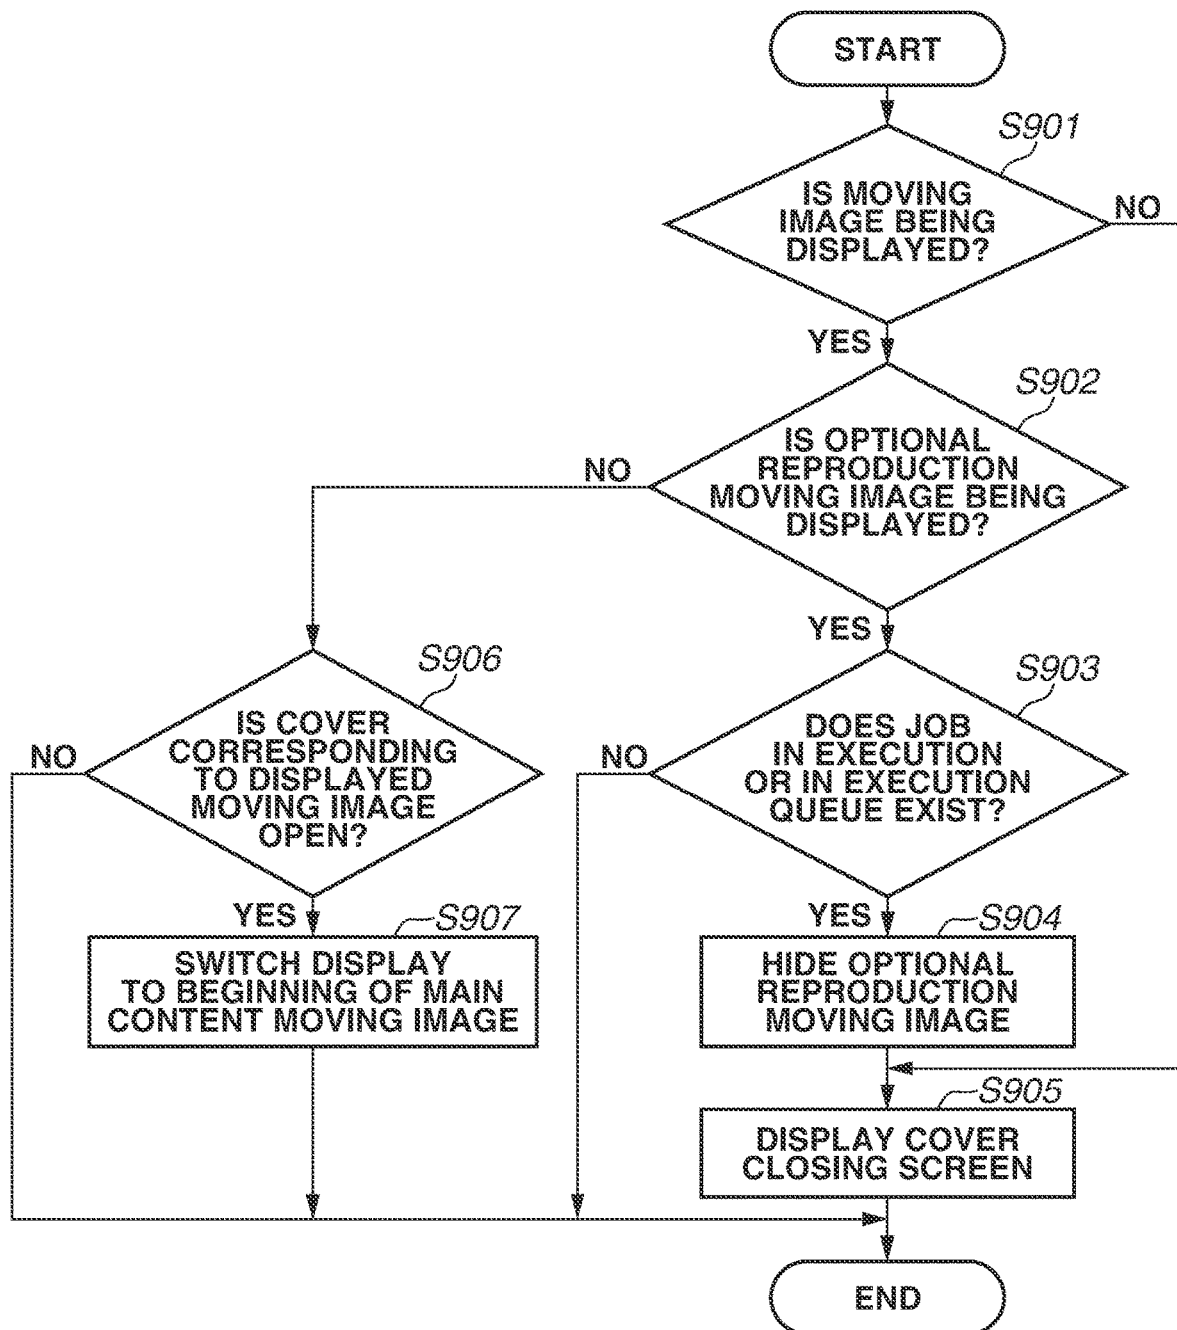 START
S901
IS MOVING
IMAGE BEING
DISPLAYED?
NO
YES
S902
IS OPTIONAL
REPRODUCTION
MOVING IMAGE BEING
DISPLAYED?
NO
YES
S906
IS COVER
CORRESPONDING
TO DISPLAYED
MOVING IMAGE
OPEN?
NO
YES
S903
DOES JOB
IN EXECUTION
OR IN EXECUTION
QUEUE EXIST?
NO
YES
S907
SWITCH DISPLAY
TO BEGINNING OF MAIN
CONTENT MOVING IMAGE
S904
HIDE OPTIONAL
REPRODUCTION
MOVING IMAGE
S905
DISPLAY COVER
CLOSING SCREEN
END